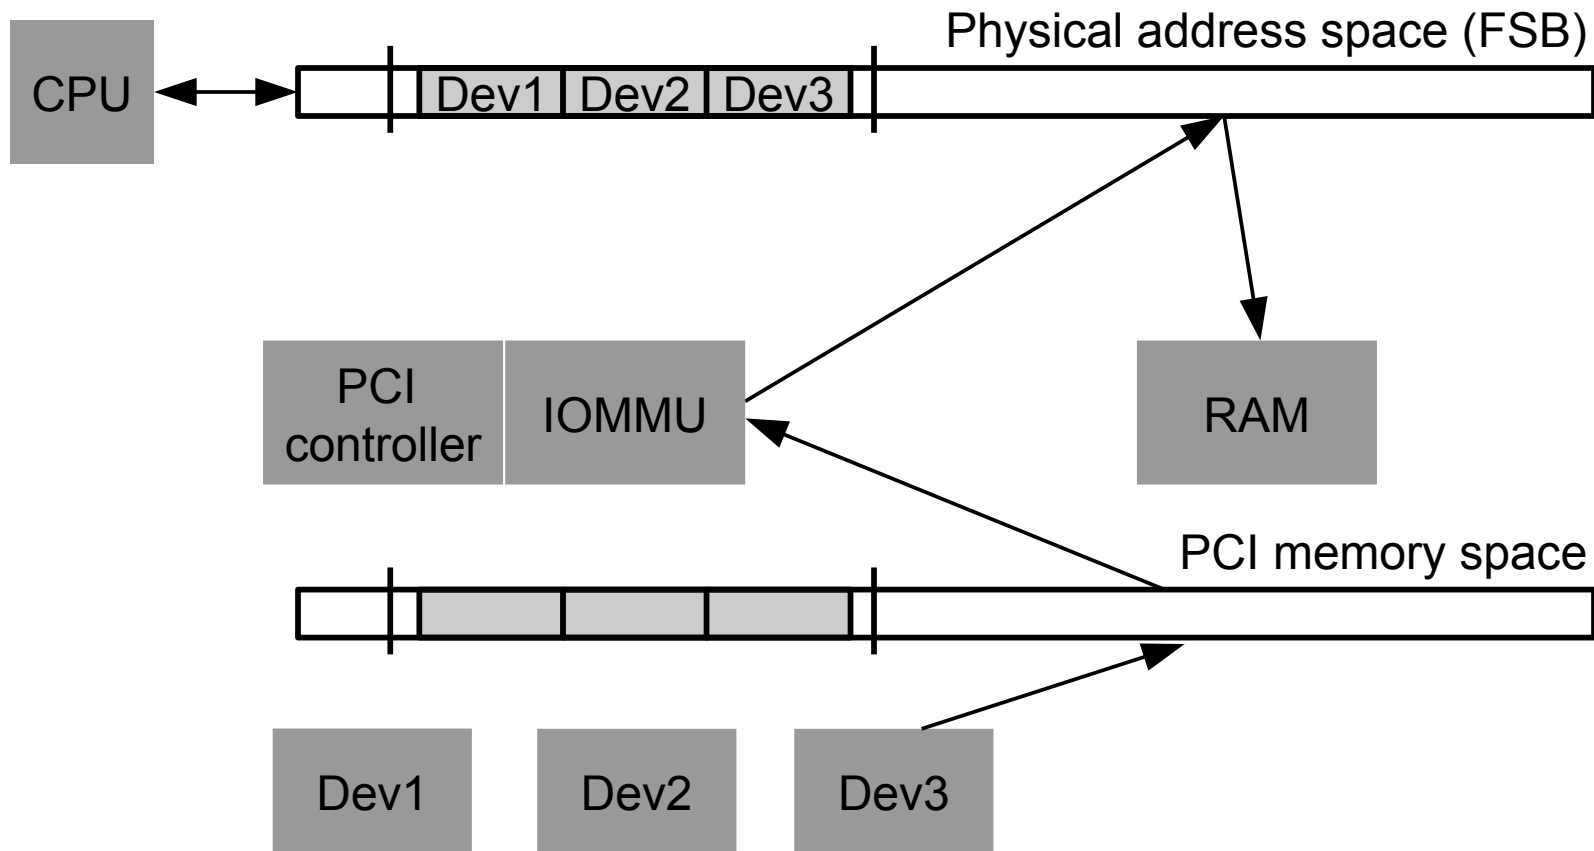 Physical address space (FSB)
CPU
Dev1 Dev2 Dev3
PCI
controller
IOMMU
RAM
PCI memory space
Dev1
Dev2
Dev3